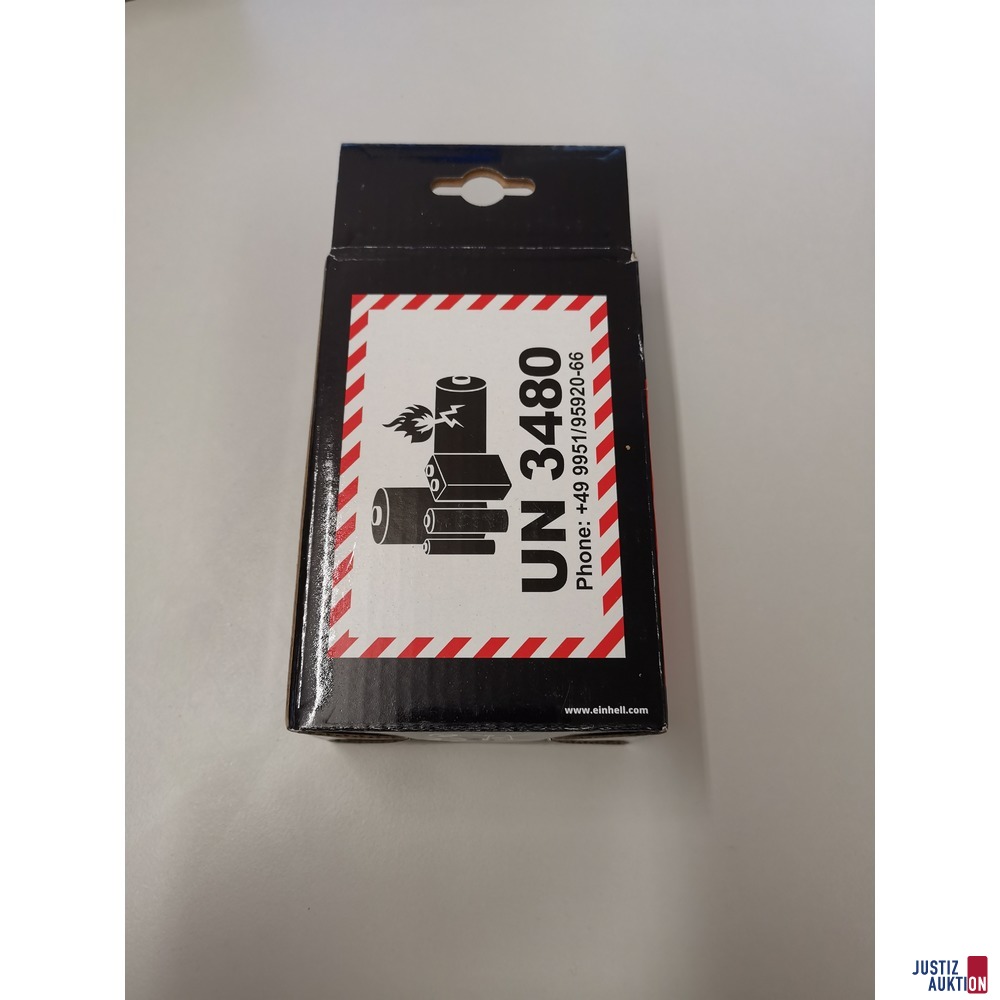 UN 3480
Phone: +49 9951/95920-66
www.einhell.com
JUSTIZ
AUKTION